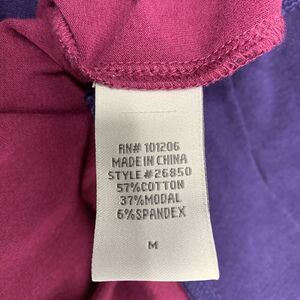 RN# 101206
MADE IN CHINA
STYLE #26850
57%COTTON
37%MODAL
6%SPANDEX
M